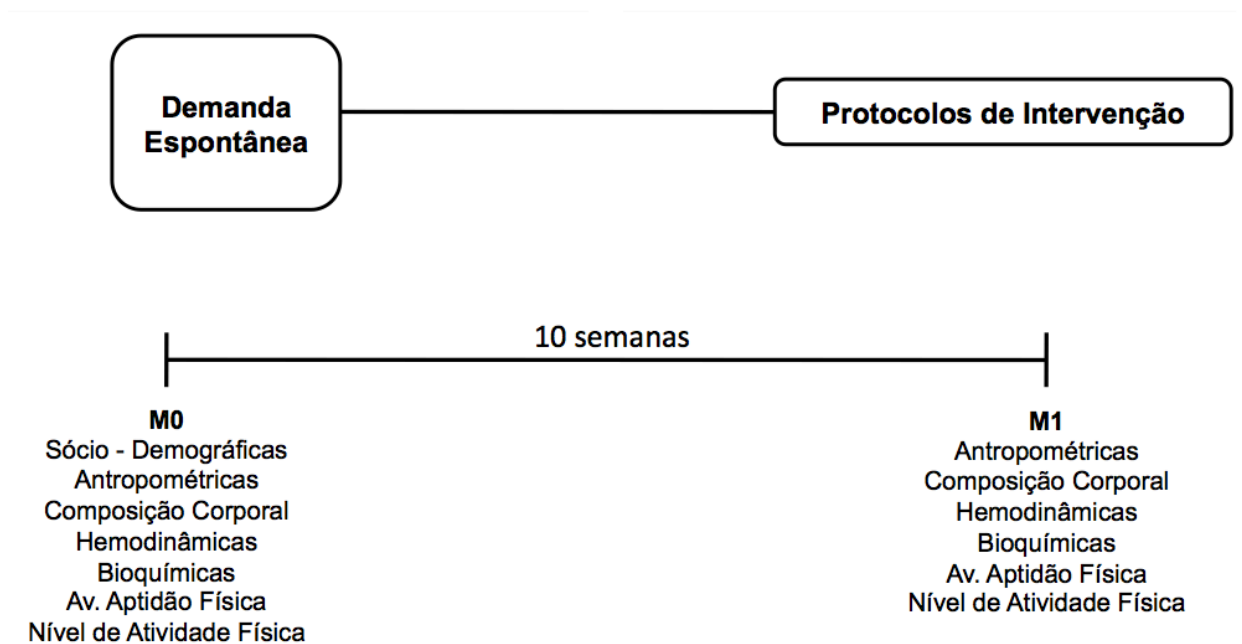 Demanda
Espontânea
Protocolos de Intervenção
10 semanas
M0
Sócio - Demográficas
Antropométricas
Composição Corporal
Hemodinâmicas
Bioquímicas
Av. Aptidão Física
Nível de Atividade Física
M1
Antropométricas
Composição Corporal
Hemodinâmicas
Bioquímicas
Av. Aptidão Física
Nível de Atividade Física